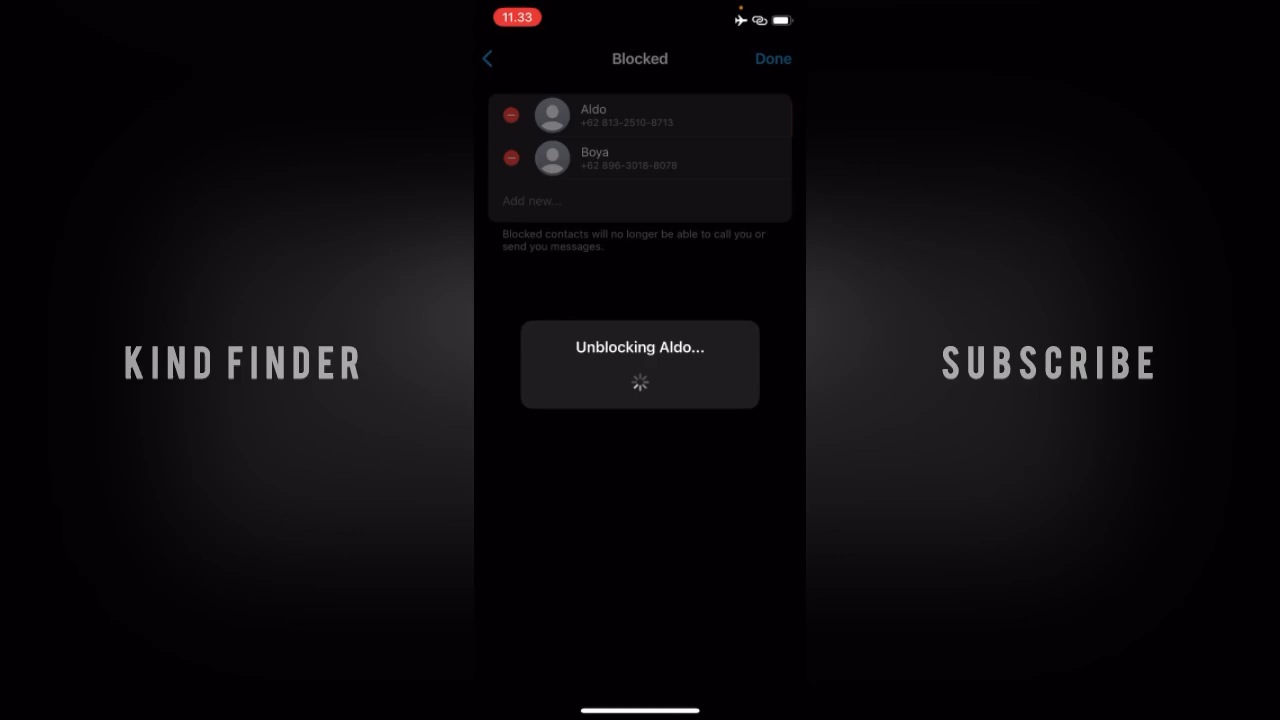 11.33
Blocked
Done
Aldo
+62 813-2510-8713
Boya
+62 896-3018-8078
Add new...
Blocked contacts will no longer be able to call you or
send you messages.
Unblocking Aldo...
KIND FINDER
SUBSCRIBE